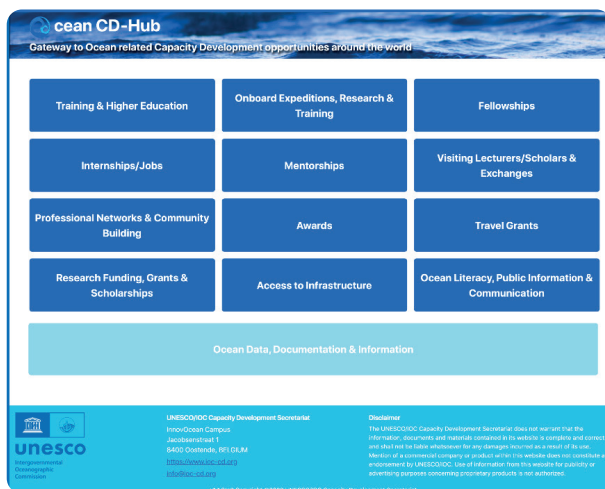 Ocean CD-Hub
Gateway to Ocean related Capacity Development opportunities around the world
Training & Higher Education
Onboard Expeditions, Research &
Training
Fellowships
Internships/Jobs
Mentorships
Visiting Lecturers/Scholars &
Exchanges
Professional Networks & Community
Building
Awards
Travel Grants
Research Funding, Grants &
Scholarships
Access to Infrastructure
Ocean Literacy, Public Information &
Communication
Ocean Data, Documentation & Information
unesco
Intergovernmental
Oceanographic
Commission
UNESCO/IOC Capacity Development Secretariat
InnovOcean Campus
Jacobsenstraat 1
8400 Oostende, BELGIUM
https://www.ioc-cd.org
info@ioc-cd.org
Disclaimer
The UNESCO/IOC Capacity Development Secretariat does not warrant that the
information, documents and materials contained in its website is complete and correct
and shall not be liable whatsoever for any damages incurred as a result of its use.
Mention of a commercial company or product within this website does not constitute a
endorsement by UNESCO/IOC. Use of information from this website for publicity or
advertising purposes concerning proprietary products is not authorized.